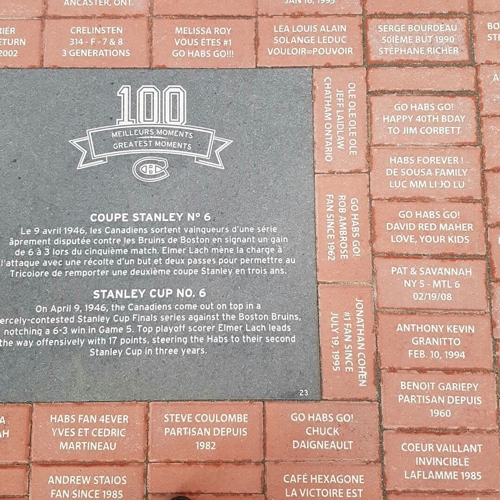 ANCASTER, ONT.
JAN 16, 1995
2002
CRELINSTEN
314 - F - 7 & 8
3 GENERATIONS
MELISSA ROY
VOUS ÊTES #1
GO HABS GO!!!
LEA LOUIS ALAIN
SOLANGE LEDUC
VOULOIR=POUVOIR
SERGE BOURDEAU
50IÈME BUT 1990
STÉPHANE RICHER
100
MEILLEURS MOMENTS
GREATEST MOMENTS
COUPE STANLEY Nº 6
Le 9 avril 1946, les Canadiens sortent vainqueurs d'une série
âprement disputée contre les Bruins de Boston en signant un gain
de 6 à 3 lors du cinquième match. Elmer Lach mène la charge à
l'attaque avec une récolte d'un but et deux passes pour permettre au
Tricolore de remporter une deuxième coupe Stanley en trois ans.
STANLEY CUP NO. 6
On April 9, 1946, the Canadiens come out on top in a
fiercely-contested Stanley Cup Finals series against the Boston Bruins,
notching a 6-3 win in Game 5. Top playoff scorer Elmer Lach leads
the way offensively with 17 points, steering the Habs to their second
Stanley Cup in three years.
23
OLE OLE OLE OLE
JEFF LAIDLAW
CHATHAM ONTARIO
GO HABS GO!
ROB AMBROSE
FAN SINCE 1962
JONATHAN COHEN
#1 FAN SINCE
JULY 19, 1995
GO HABS GO!
HAPPY 40TH BDAY
TO JIM CORBETT
HABS FOREVER !
DE SOUSA FAMILY
LUC MM LI JO LU
GO HABS GO!
DAVID RED MAHER
LOVE, YOUR KIDS
PAT & SAVANNAH
NY 5 - MTL 6
02/19/08
ANTHONY KEVIN
GRANITTO
FEB. 10, 1994
BENOIT GARIEPY
PARTISAN DEPUIS
1960
COEUR VAILLANT
INVINCIBLE
LAFLAMME 1985
HABS FAN 4EVER
YVES ET CEDRIC
MARTINEAU
STEVE COULOMBE
PARTISAN DEPUIS
1982
GO HABS GO!
CHUCK
DAIGNEAULT
ANDREW STAIOS
FAN SINCE 1985
CAFÉ HEXAGONE
LA VICTOIRE EST